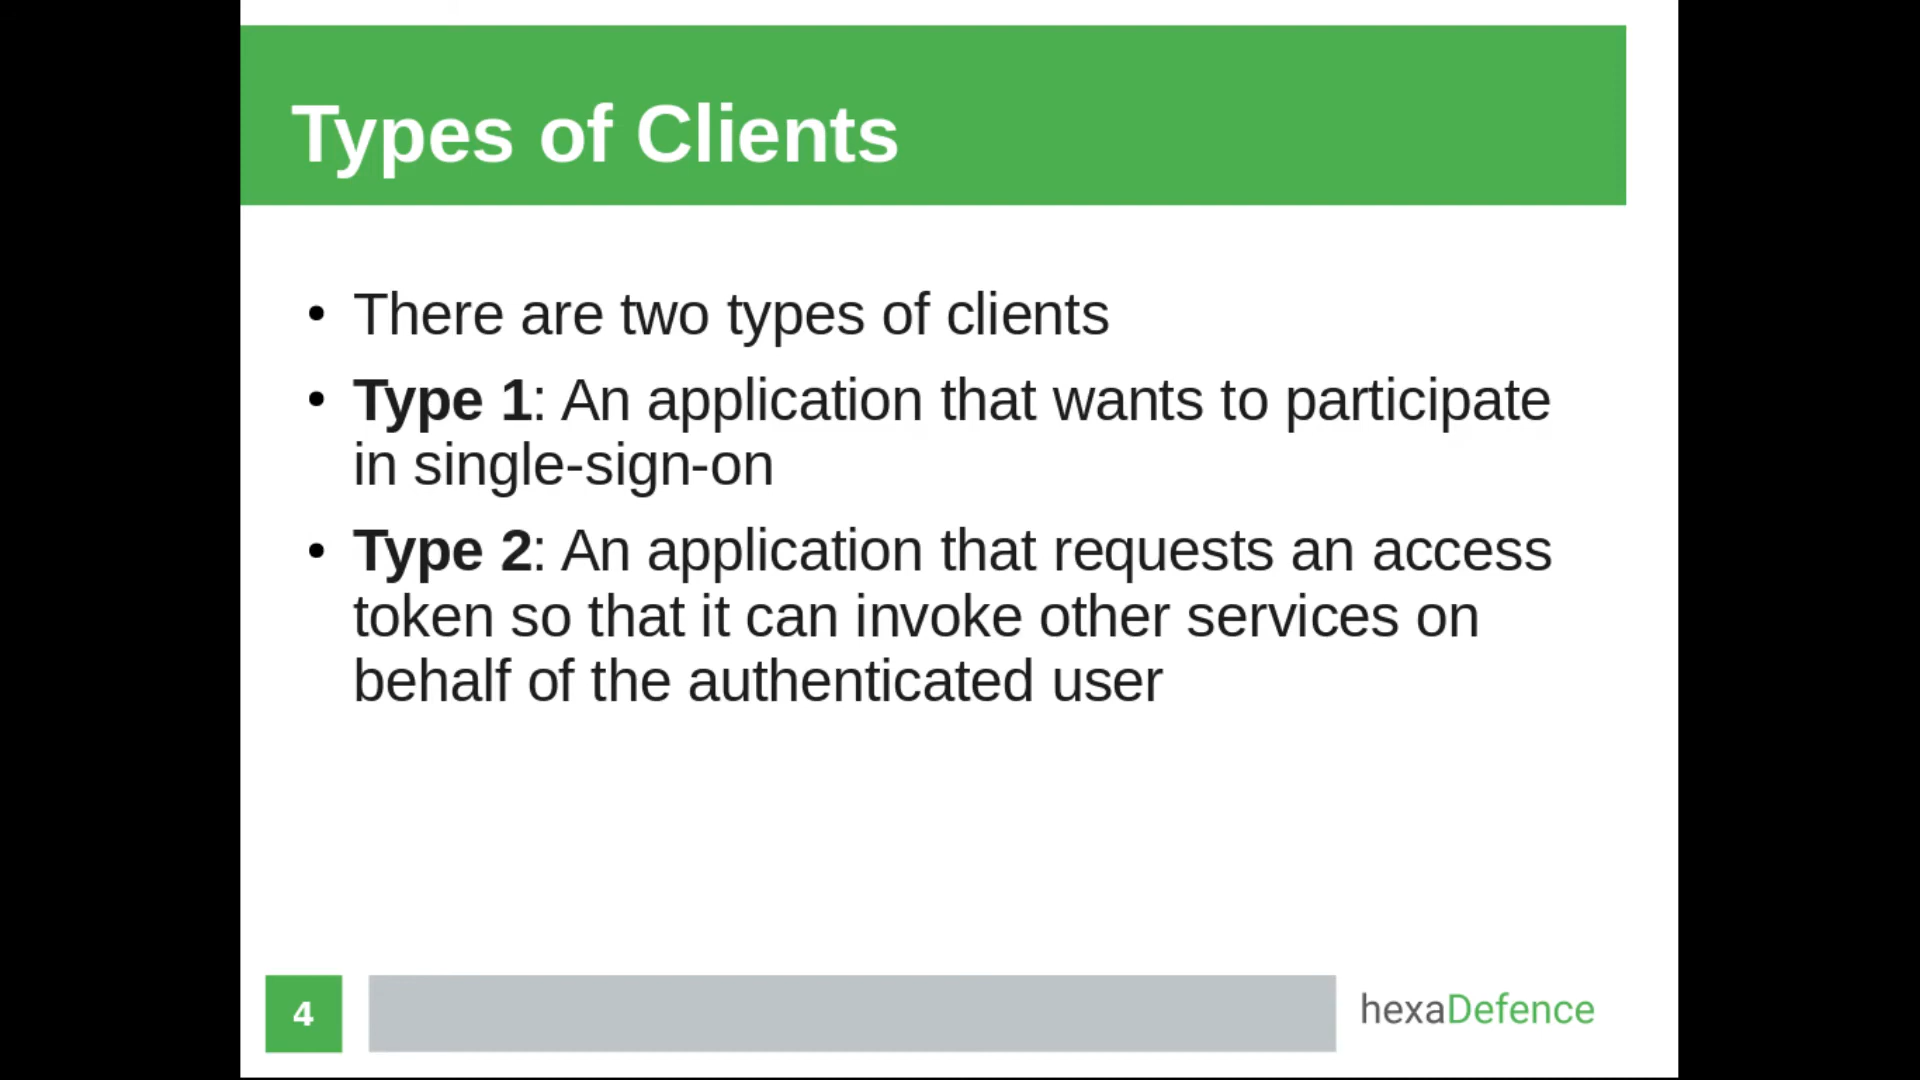 Types of Clients
• There are two types of clients
• Type 1: An application that wants to participate
in single-sign-on
• Type 2: An application that requests an access
token so that it can invoke other services on
behalf of the authenticated user
4
hexaDefence